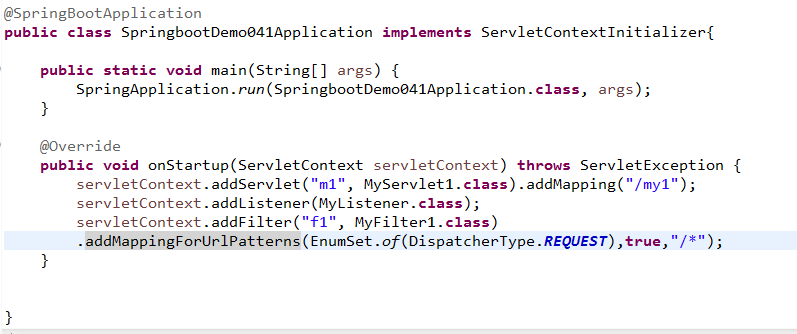 @SpringBootApplication
public class SpringbootDemo041Application implements ServletContextInitializer{
public static void main(String[] args) {
SpringApplication.run(SpringbootDemo041Application.class, args);
}
@Override
public void onStartup(ServletContext servletContext) throws ServletException {
servletContext.addServlet("m1", MyServlet1.class).addMapping("/my1");
servletContext.addListener(MyListener.class);
servletContext.addFilter("f1", MyFilter1.class)
.addMappingForUrlPatterns(EnumSet.of(DispatcherType.REQUEST),true,"/*");
}
}